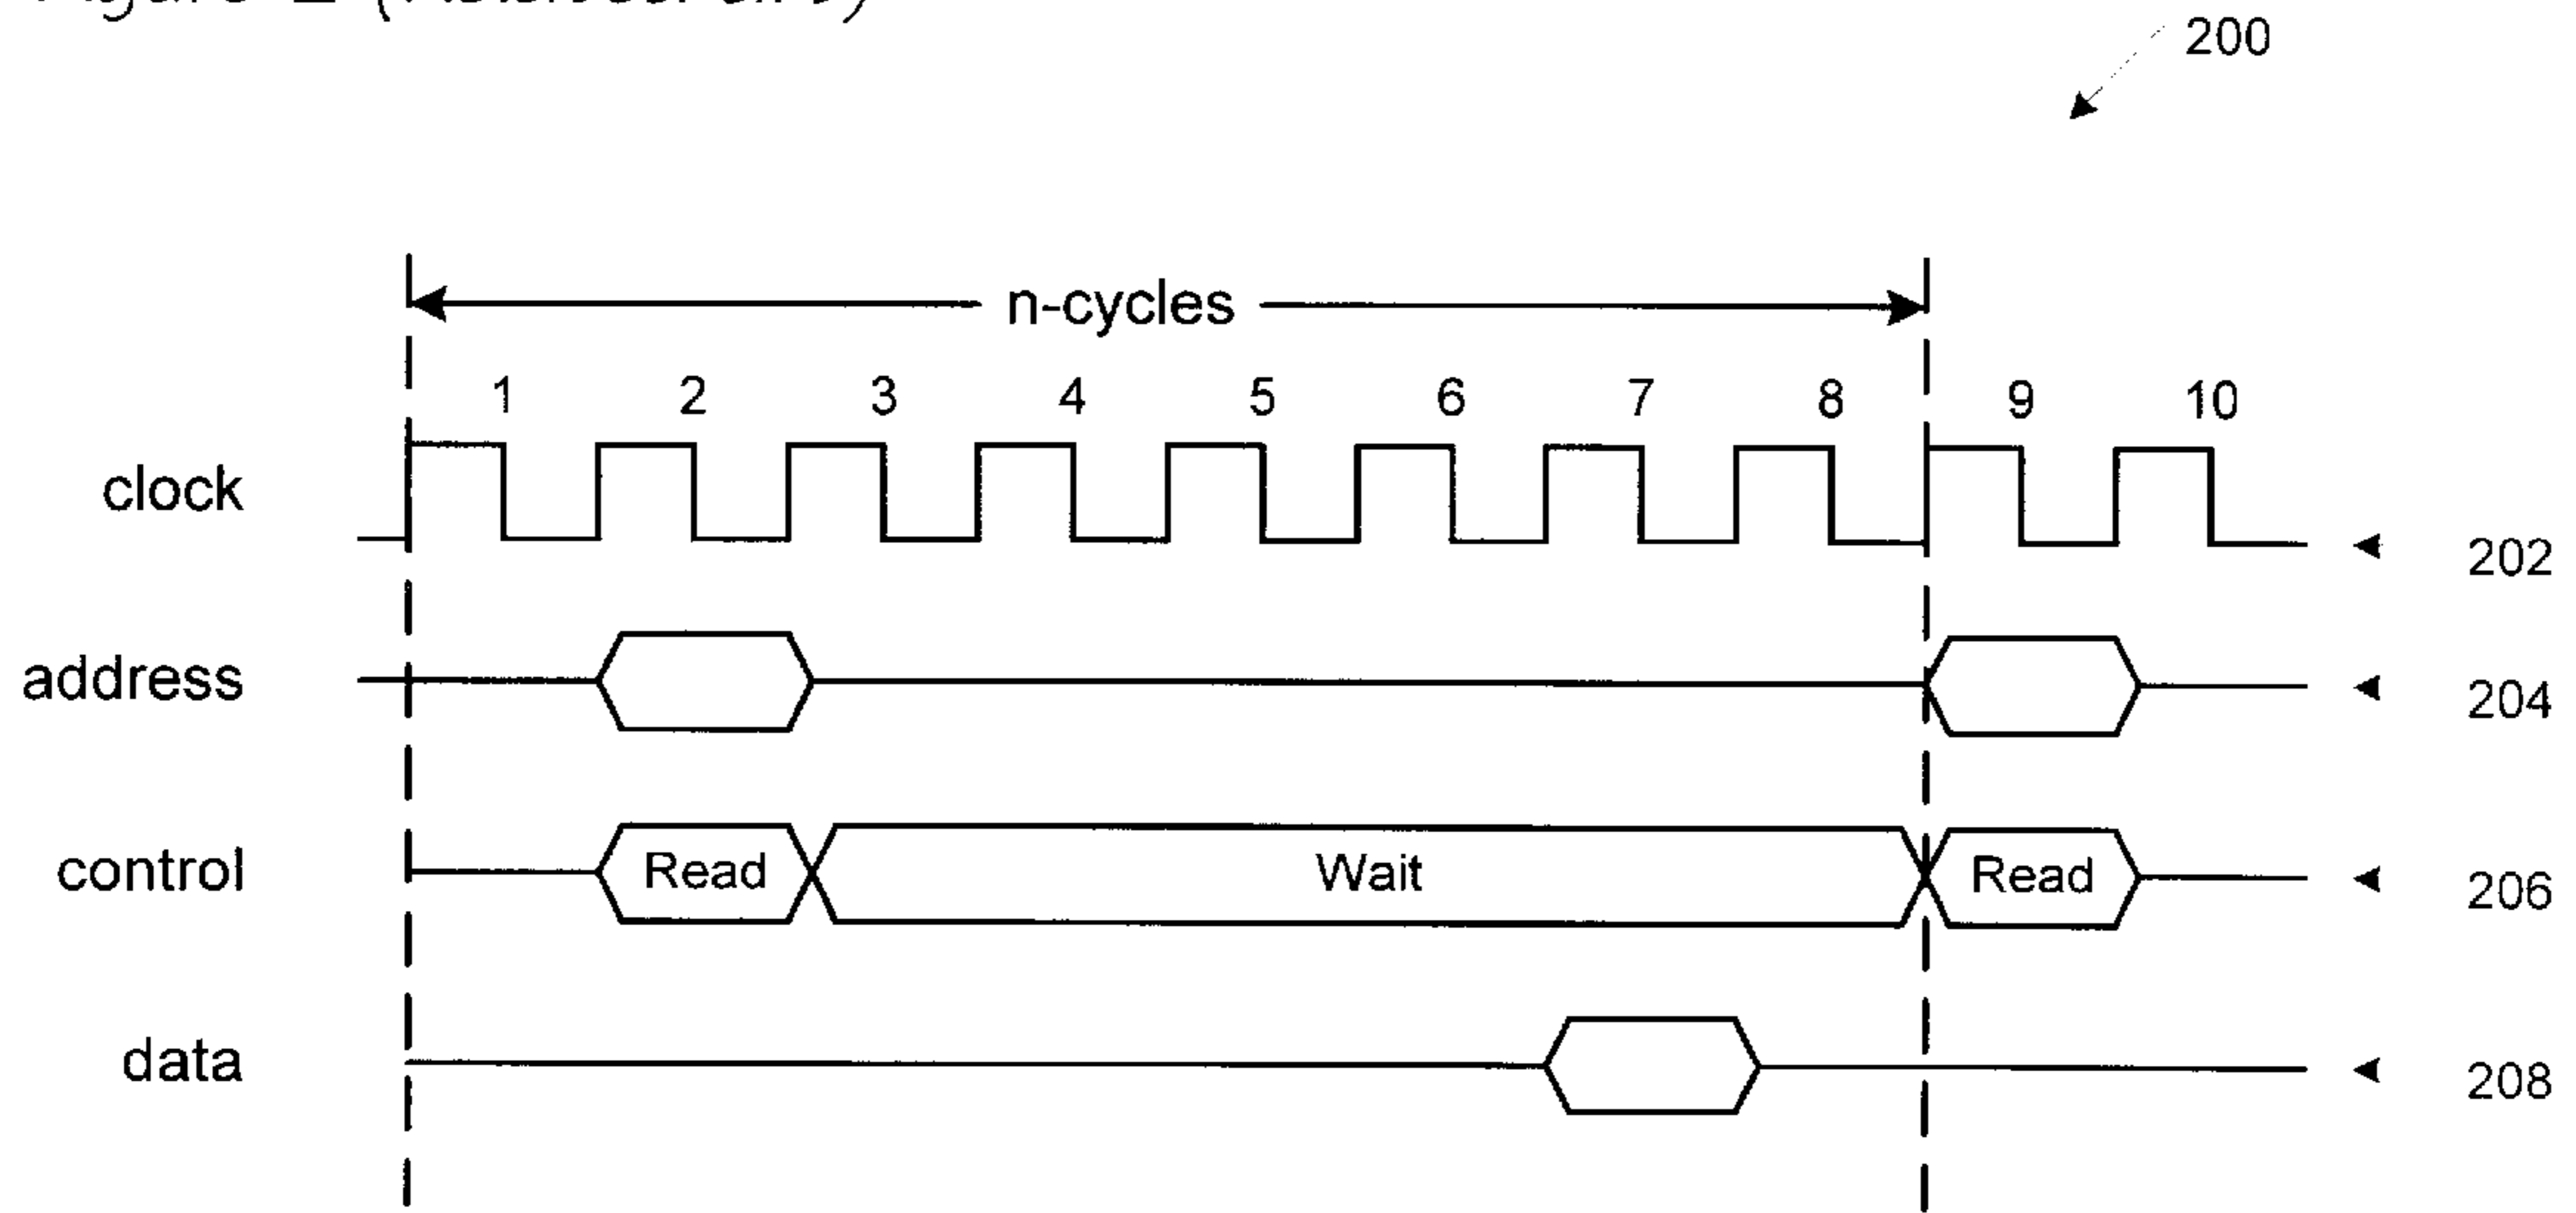 200
n-cycles
1 2 3 4 5 6 7 8 9 10
clock
202
address
204
control Read Wait Read
206
data
208